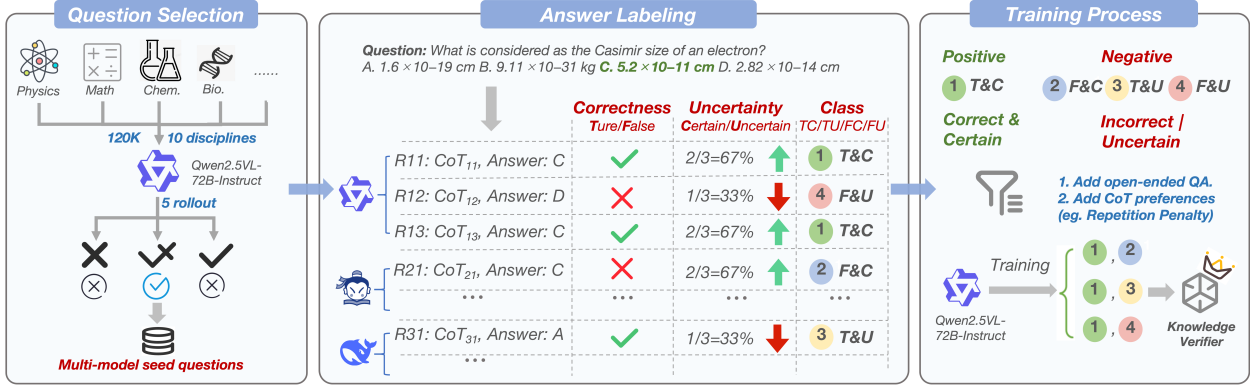 Question Selection
Physics
Math
Chem.
Bio.
......
120K
10 disciplines
Qwen2.5VL-
72B-Instruct
5 rollout
Multi-model seed questions
Answer Labeling
Question: What is considered as the Casimir size of an electron?
A. 1.6 ×10–19 cm B. 9.11 ×10–31 kg C. 5.2 ×10–11 cm D. 2.82 ×10–14 cm
Correctness
Ture/False
Uncertainty
Certain/Uncertain
Class
TC/TU/FC/FU
R11: CoT11, Answer: C 2/3=67% 1 T&C
R12: CoT12, Answer: D 1/3=33% 4 F&U
R13: CoT13, Answer: C 2/3=67% 1 T&C
R21: CoT21, Answer: C 2/3=67% 2 F&C
... ... ...
R31: CoT31, Answer: A 1/3=33% 3 T&U
...
Training Process
Positive
Negative
1 T&C
2 F&C 3 T&U 4 F&U
Correct &
Certain
Incorrect |
Uncertain
1. Add open-ended QA.
2. Add CoT preferences
(eg. Repetition Penalty)
Training
Qwen2.5VL-
72B-Instruct
1 , 2
1 , 3
1 , 4
Knowledge
Verifier